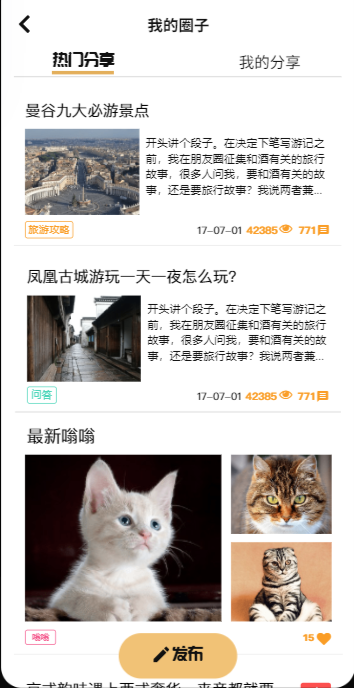 我的圈子
热门分享
我的分享
曼谷九大必游景点
开头讲个段子。在决定下笔写游记之
前，我在朋友圈征集和酒有关的旅行
故事，很多人问我，要和酒有关的故
事，还是要旅行故事？我说两者兼...
旅游攻略
17-07-01 42385 771
凤凰古城游玩一天一夜怎么玩？
开头讲个段子。在决定下笔写游记之
前，我在朋友圈征集和酒有关的旅行
故事，很多人问我，要和酒有关的故
事，还是要旅行故事？我说两者兼...
问答
17-07-01 42385 771
最新嗡嗡
嗡嗡
15
发布